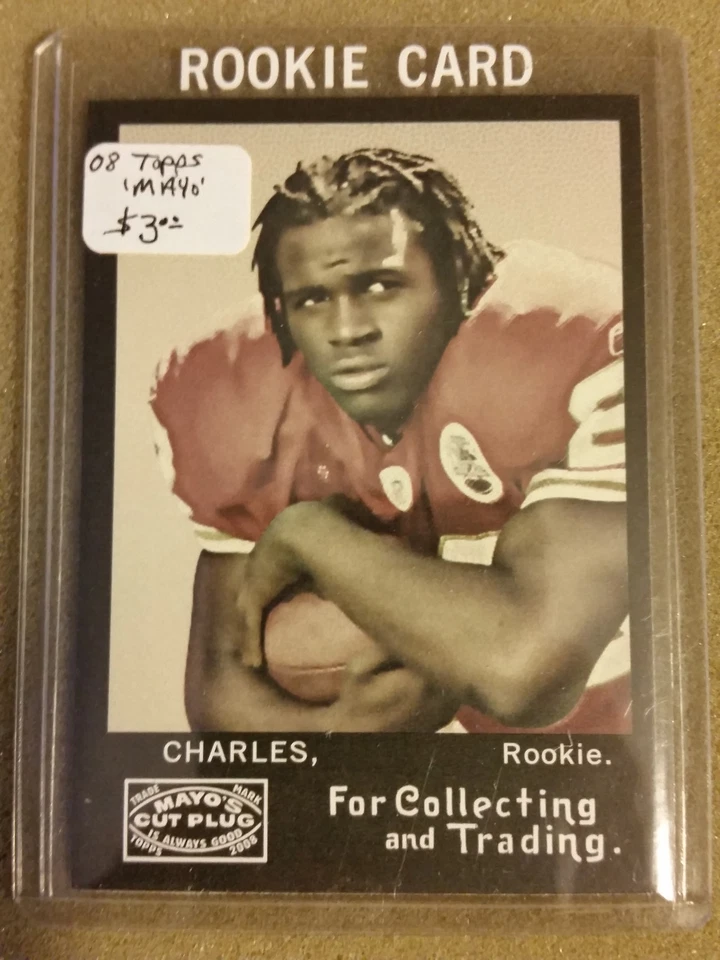 ROOKIE CARD
08 Topps
'MAYO'
$3.00
CHARLES, Rookie.
TRADE MARK
MAYO'S
CUT PLUG
IS ALWAYS GOOD
TOPPS 2008
For Collecting
and Trading.